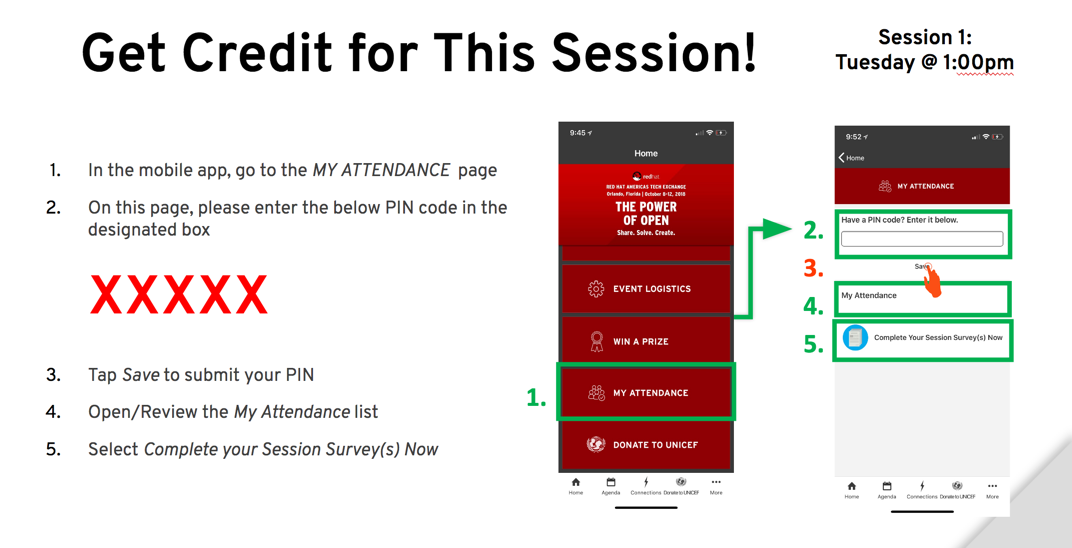 Get Credit for This Session!
Session 1:
Tuesday @ 1:00pm
1. In the mobile app, go to the MY ATTENDANCE page
2. On this page, please enter the below PIN code in the
designated box
XXXXX
3. Tap Save to submit your PIN
4. Open/Review the My Attendance list
5. Select Complete your Session Survey(s) Now
9:45
Home
redhat
RED HAT AMERICAS TECH EXCHANGE
Orlando, Florida | October 8-12, 2018
THE POWER
OF OPEN
Share. Solve. Create.
EVENT LOGISTICS
WIN A PRIZE
1.
MY ATTENDANCE
DONATE TO UNICEF
Home Agenda Connections Donate to UNICEF More
9:52
Home
MY ATTENDANCE
2.
Have a PIN code? Enter it below.
3.
Save
4.
My Attendance
5.
Complete Your Session Survey(s) Now
Home Agenda Connections Donate to UNICEF More